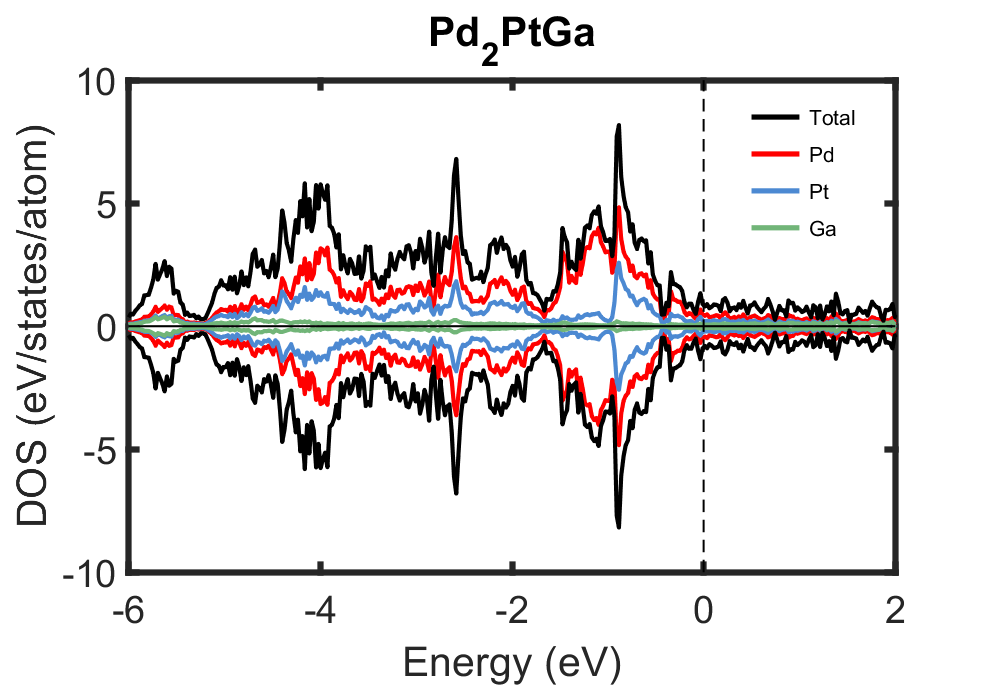 Pd₂PtGa
10
5
0
-5
-10
DOS (eV/states/atom)
Total
Pd
Pt
Ga
-6 -4 -2 0 2
Energy (eV)